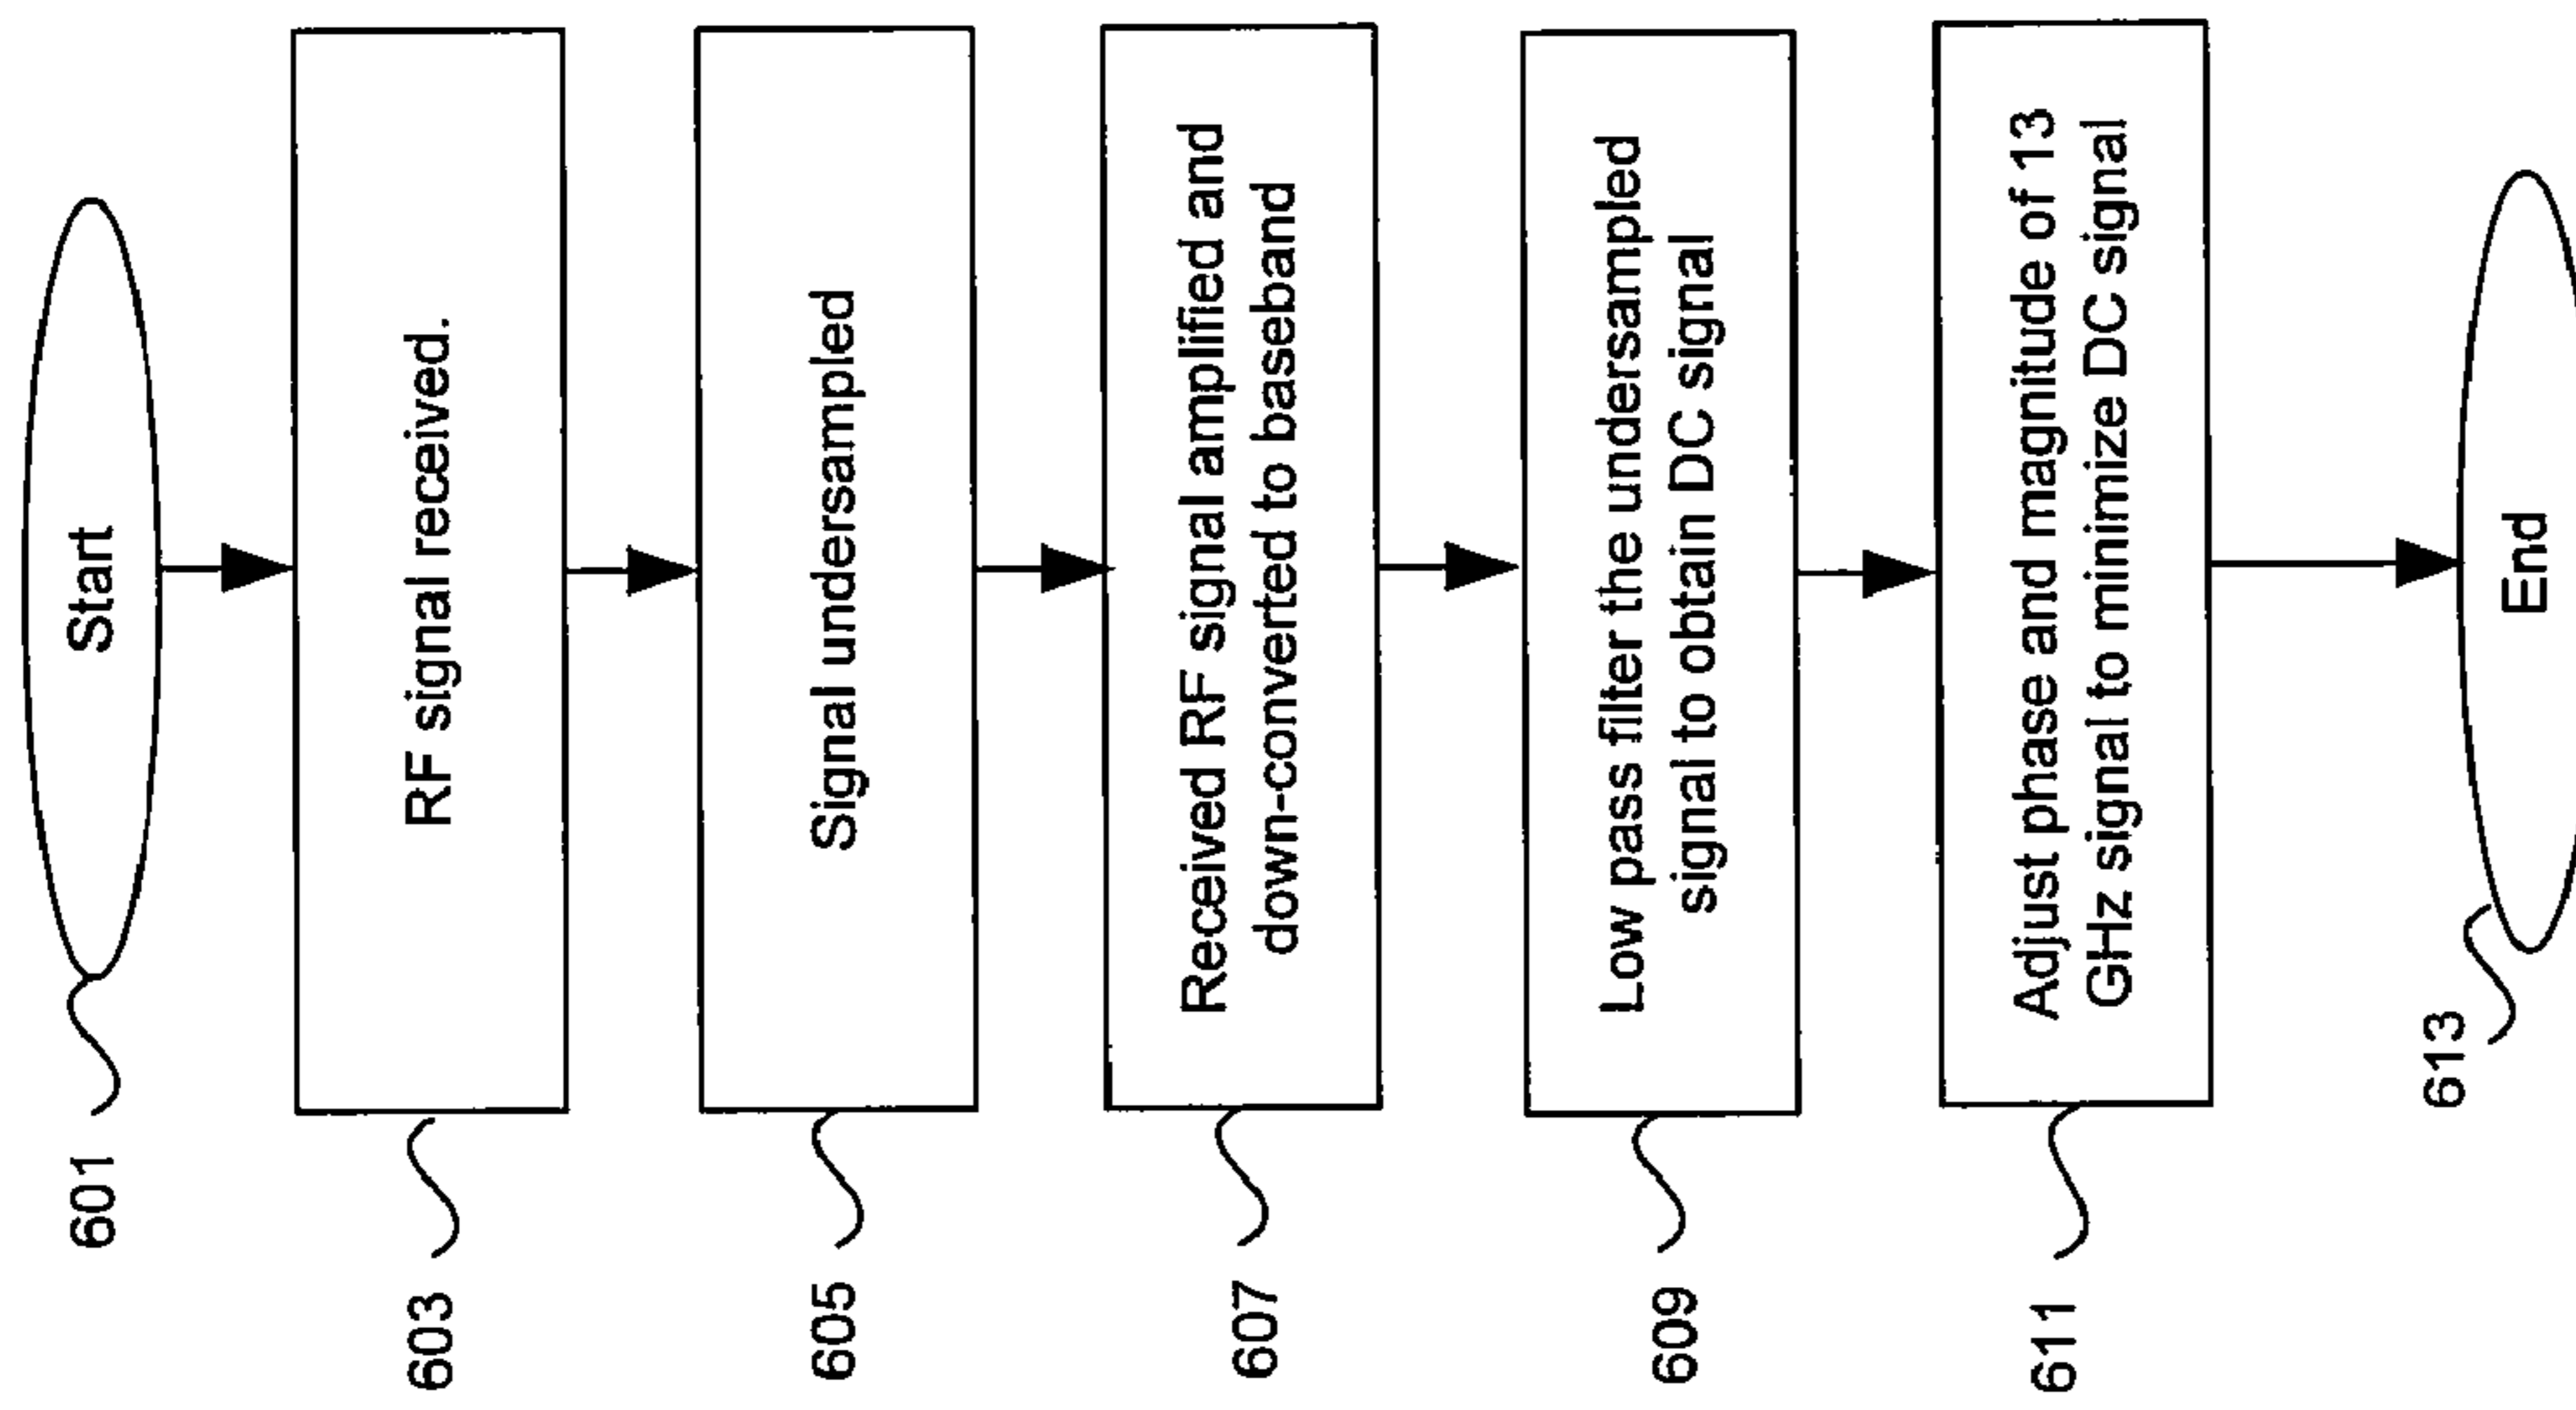 601
Start
603
RF signal received.
605
Signal undersampled
607
Received RF signal amplified and
down-converted to baseband
609
Low pass filter the undersampled
signal to obtain DC signal
611
Adjust phase and magnitude of 13
GHz signal to minimize DC signal
613
End